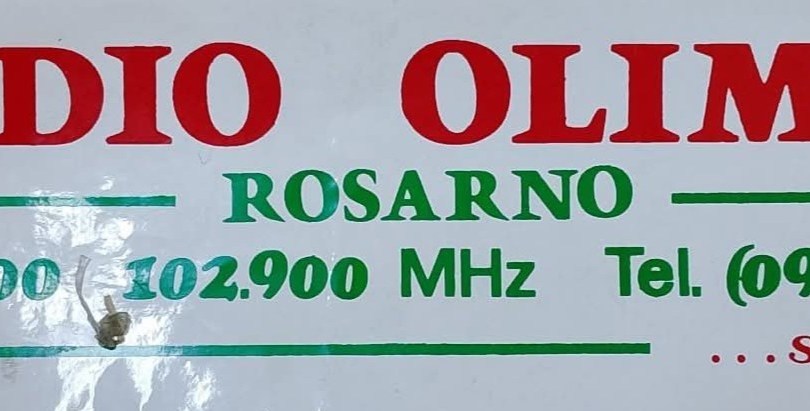 DIO OLIM
ROSARNO
00 102.900 MHz Tel. (09
...s